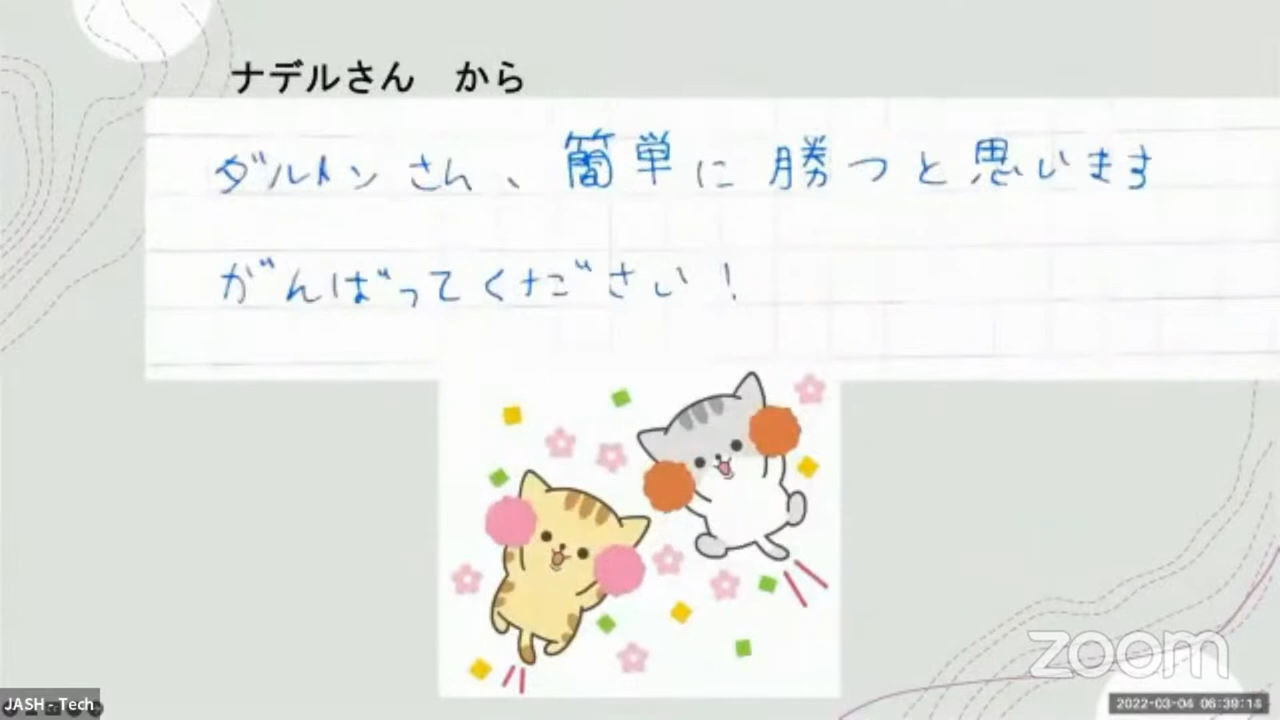 ナデルさん　から
ダルトンさん、簡単に勝つと思います
がんばってください！
zoom
JASH - Tech
2022-03-04 06:39:14